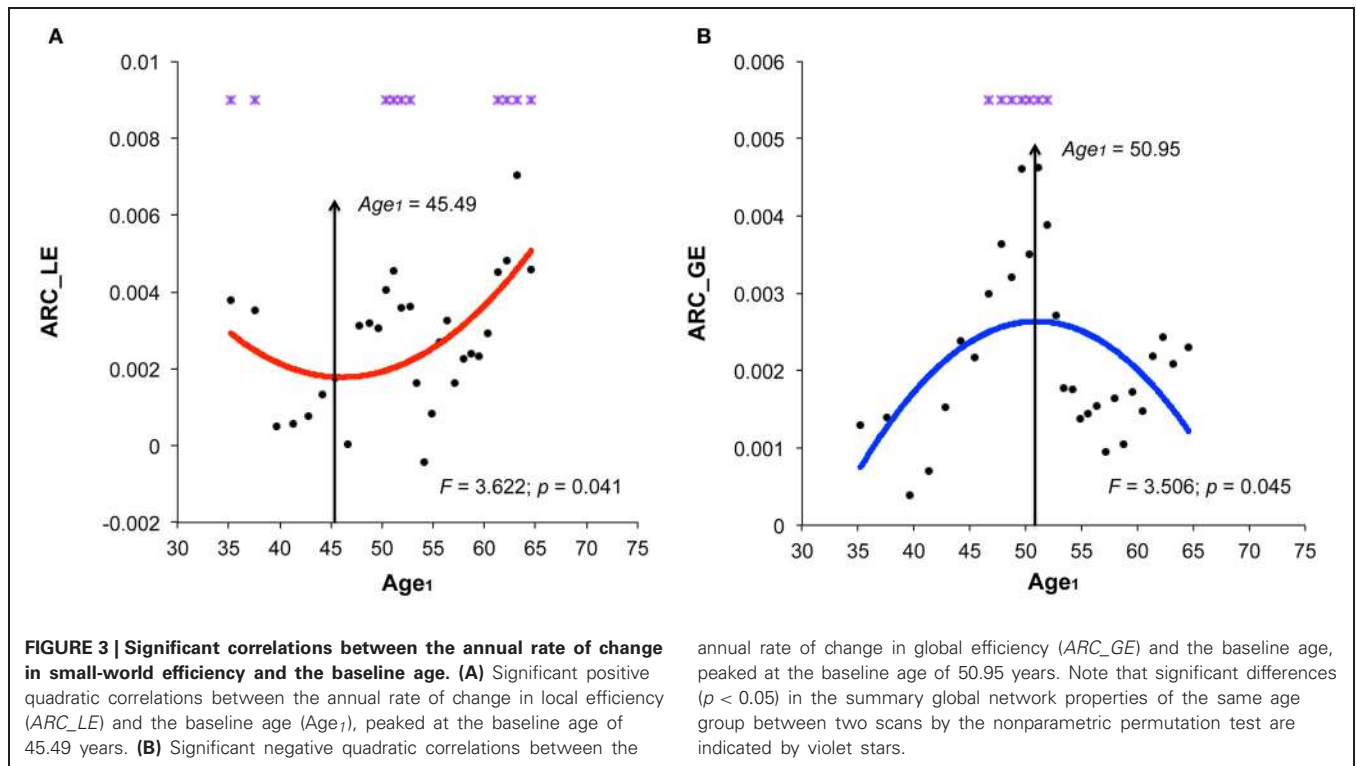 A
0.01
0.008
0.006
0.004
0.002
0
-0.002
ARC_LE
Age1 = 45.49
F = 3.622; p = 0.041
30 35 40 45 50 55 60 65 70 75
Age1
B
0.006
0.005
0.004
0.003
0.002
0.001
0
ARC_GE
Age1 = 50.95
F = 3.506; p = 0.045
30 35 40 45 50 55 60 65 70 75
Age1
FIGURE 3 | Significant correlations between the annual rate of change
in small-world efficiency and the baseline age. (A) Significant positive
quadratic correlations between the annual rate of change in local efficiency
(ARC_LE) and the baseline age (Age1), peaked at the baseline age of
45.49 years. (B) Significant negative quadratic correlations between the
annual rate of change in global efficiency (ARC_GE) and the baseline age,
peaked at the baseline age of 50.95 years. Note that significant differences
(p < 0.05) in the summary global network properties of the same age
group between two scans by the nonparametric permutation test are
indicated by violet stars.